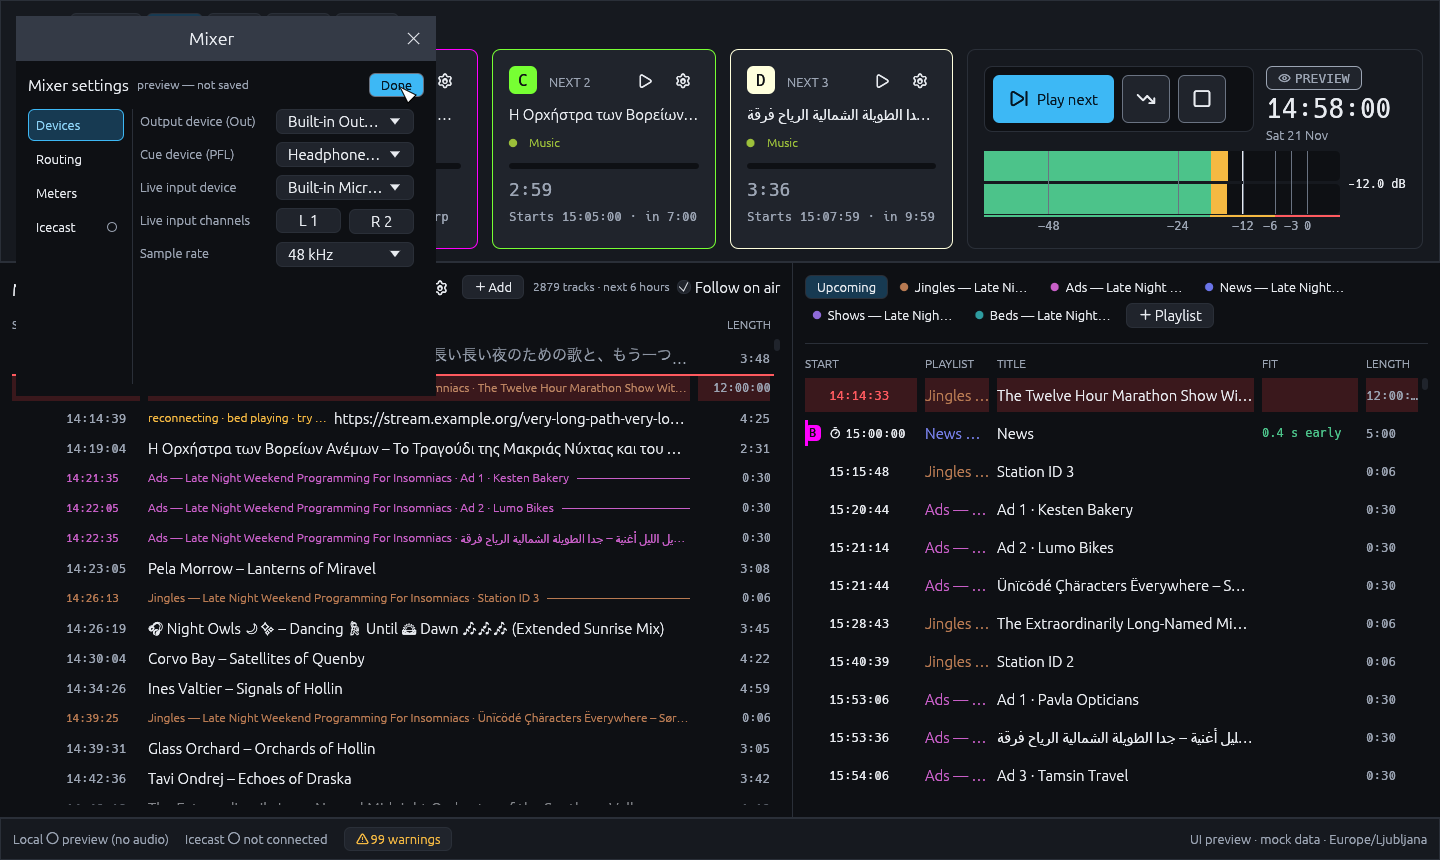 Mixer
Mixer settings preview — not saved Done
Devices
Routing
Meters
Icecast
Output device (Out) Built-in Out…
Cue device (PFL) Headphone…
Live input device Built-in Micr…
Live input channels L 1 R 2
Sample rate 48 kHz
C NEXT 2
Η Ορχήστρα των Βορείων…
Music
2:59
Starts 15:05:00 · in 7:00
D NEXT 3
جدا الطويلة الشمالية الرياح فرقة…
Music
3:36
Starts 15:07:59 · in 9:59
Play next
PREVIEW
14:58:00
Sat 21 Nov
-12.0 dB
-48 -24 -12 -6 -3 0
+ Add 2879 tracks · next 6 hours Follow on air
LENGTH
長い長い夜のための歌と、もう一つ… 3:48
· The Twelve Hour Marathon Show Wit… 12:00:00
14:14:39 reconnecting · bed playing · try … https://stream.example.org/very-long-path-very-lo… 4:25
14:19:04 Η Ορχήστρα των Βορείων Ανέμων – Το Τραγούδι της Μακριάς Νύχτας και του … 2:31
14:21:35 Ads — Late Night Weekend Programming For Insomniacs · Ad 1 · Kesten Bakery 0:30
14:22:05 Ads — Late Night Weekend Programming For Insomniacs · Ad 2 · Lumo Bikes 0:30
14:22:35 Ads — Late Night Weekend Programming For Insomniacs · …يل الليل أغنية – جدا الطويلة الشمالية الرياح فرقة 0:30
14:23:05 Pela Morrow – Lanterns of Miravel 3:08
14:26:13 Jingles — Late Night Weekend Programming For Insomniacs · Station ID 3 0:06
14:26:19 🎧 Night Owls 🌙✨ – Dancing 💃 Until 🌅 Dawn 🎶🎶🎶 (Extended Sunrise Mix) 3:45
14:30:04 Corvo Bay – Satellites of Quenby 4:22
14:34:26 Ines Valtier – Signals of Hollin 4:59
14:39:25 Jingles — Late Night Weekend Programming For Insomniacs · Ünïcödé Çhäracters Ëverywhere – Sør… 0:06
14:39:31 Glass Orchard – Orchards of Hollin 3:05
14:42:36 Tavi Ondrej – Echoes of Draska 3:42
Upcoming Jingles — Late Ni… Ads — Late Night … News — Late Night…
Shows — Late Nigh… Beds — Late Night… + Playlist
START PLAYLIST TITLE FIT LENGTH
14:14:33 Jingles … The Twelve Hour Marathon Show Wi… 12:00:…
B 15:00:00 News … News 0.4 s early 5:00
15:15:48 Jingles … Station ID 3 0:06
15:20:44 Ads — … Ad 1 · Kesten Bakery 0:30
15:21:14 Ads — … Ad 2 · Lumo Bikes 0:30
15:21:44 Ads — … Ünïcödé Çhäracters Ëverywhere – S… 0:30
15:28:43 Jingles … The Extraordinarily Long-Named Mi… 0:06
15:40:39 Jingles … Station ID 2 0:06
15:53:06 Ads — … Ad 1 · Pavla Opticians 0:30
15:53:36 Ads — … …لليل أغنية – جدا الطويلة الشمالية الرياح فرقة 0:30
15:54:06 Ads — … Ad 3 · Tamsin Travel 0:30
Local preview (no audio) Icecast not connected 99 warnings UI preview · mock data · Europe/Ljubljana